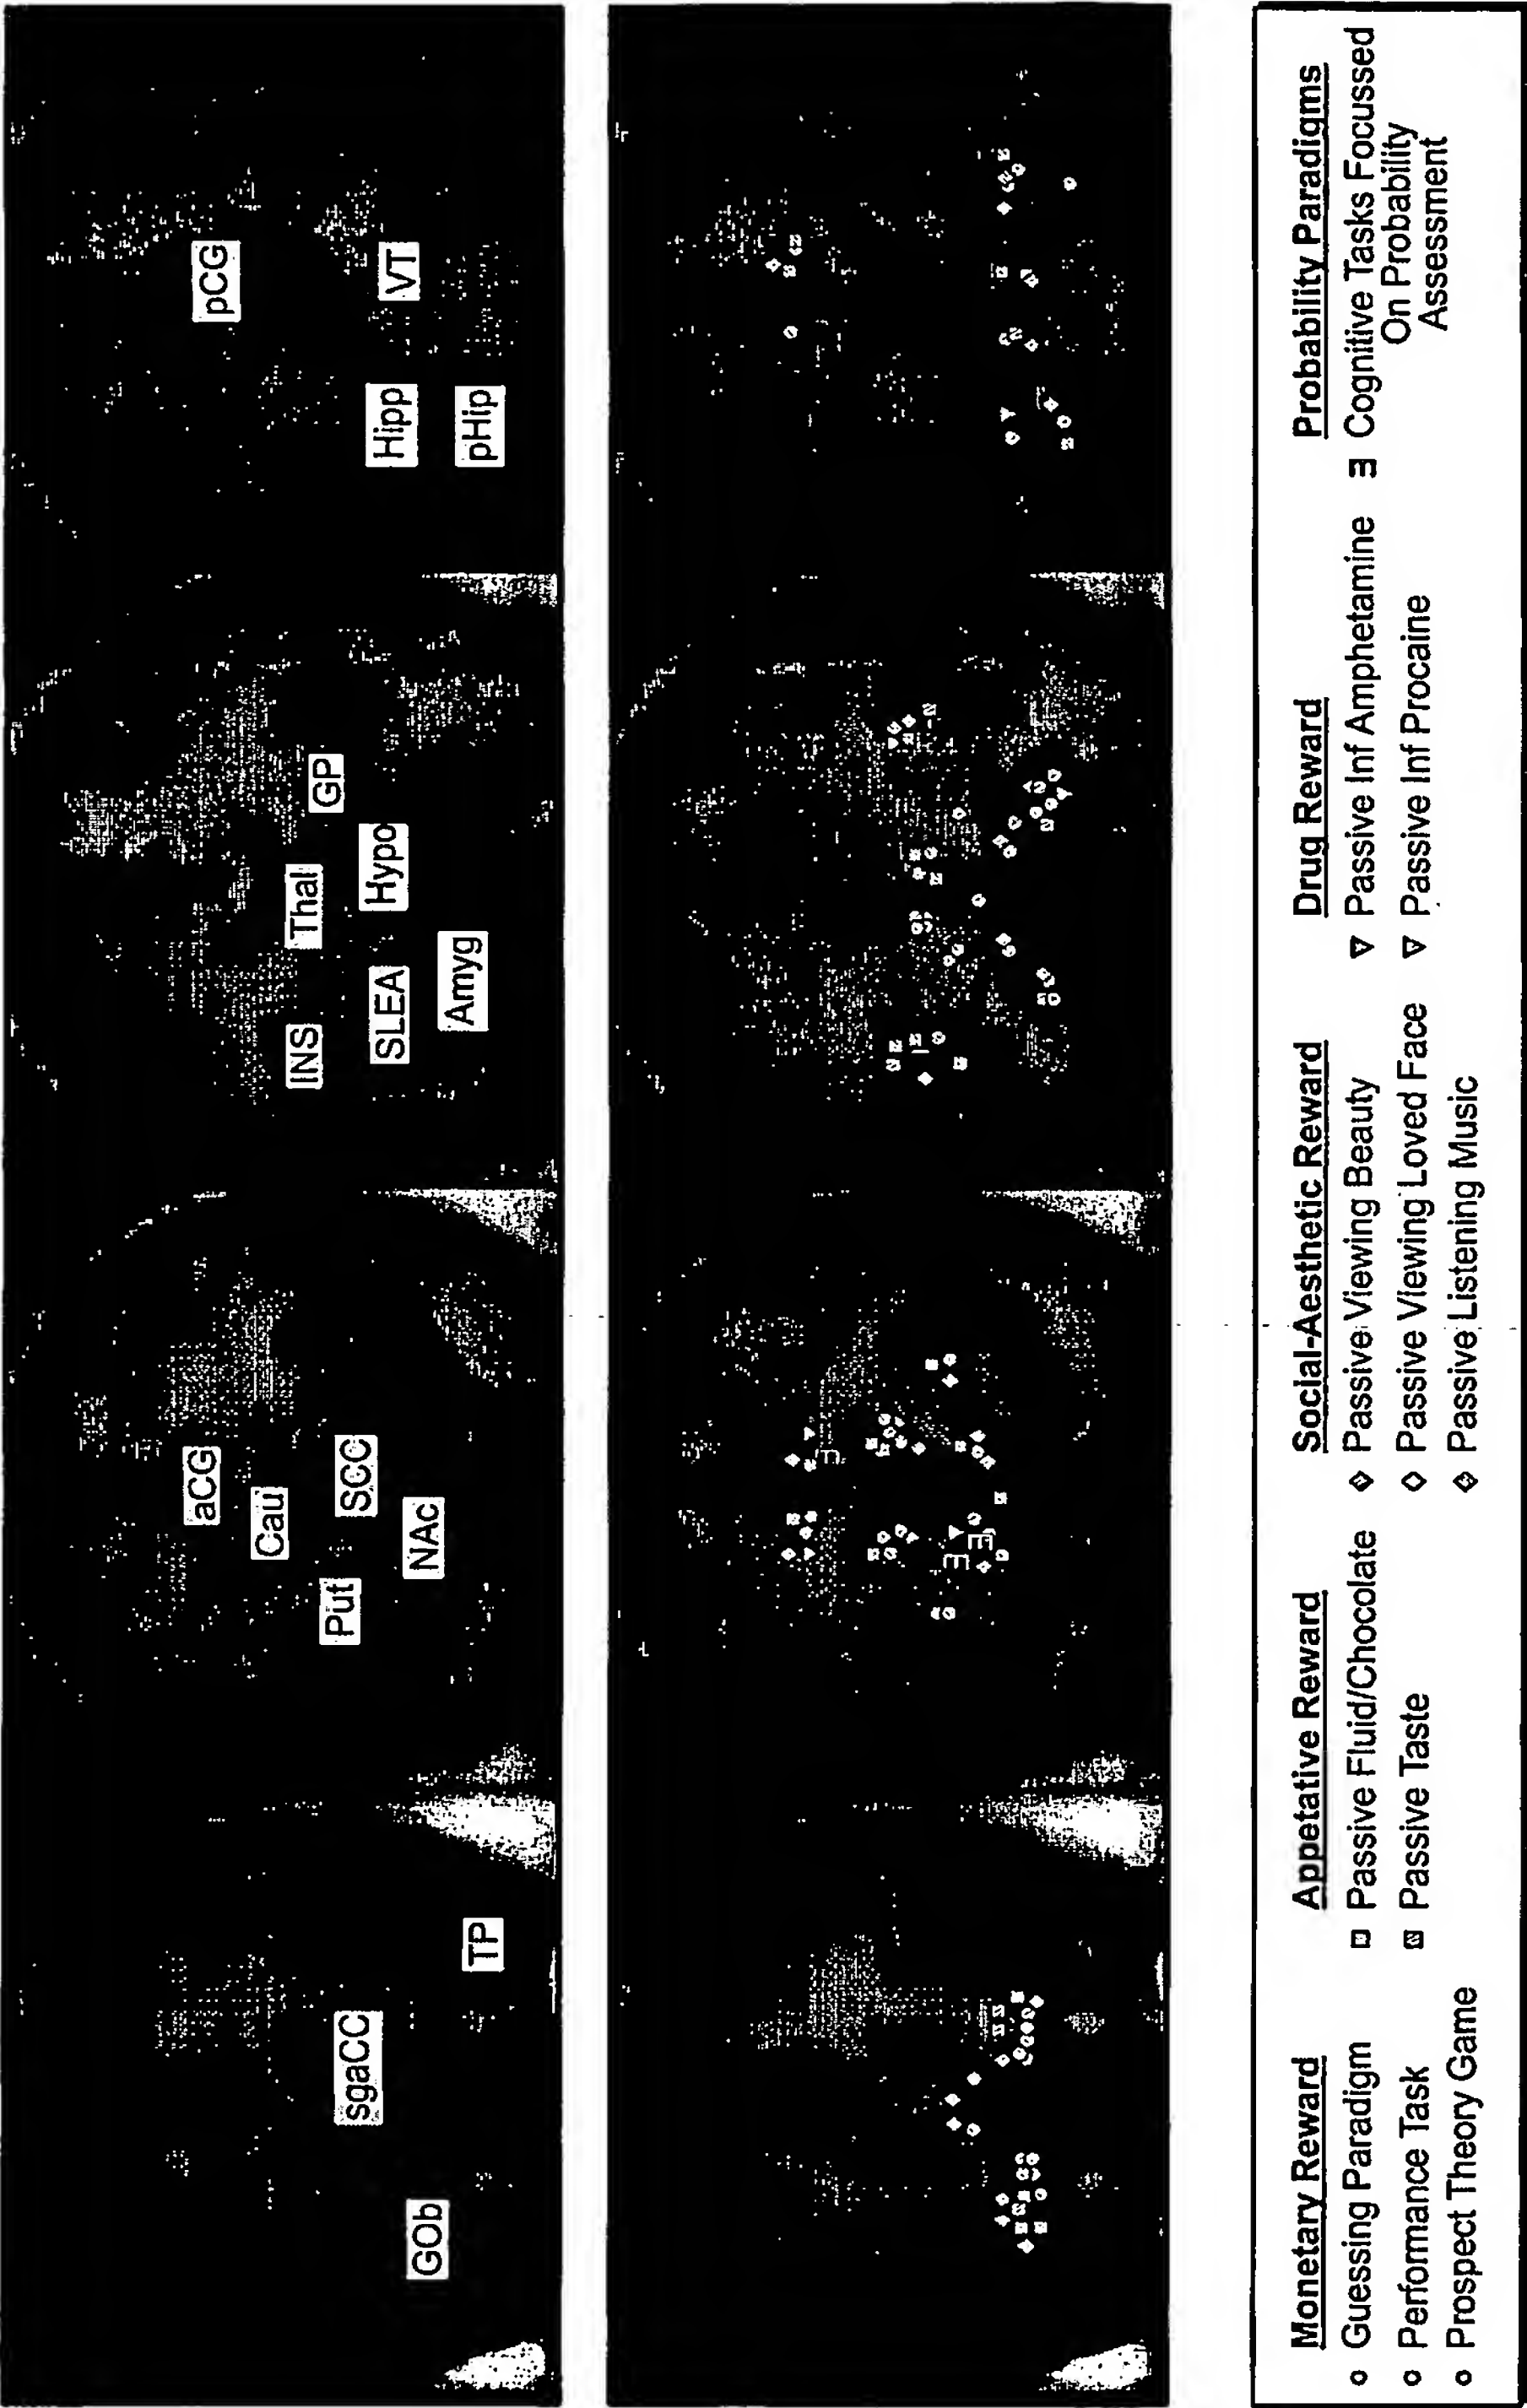 GOb
sgaCC
TP
aCG
Cau
Put
SCC
NAc
INS
Thal
GP
SLEA
Hypo
Amyg
pCG
Hipp
VT
pHip
Monetary Reward
Guessing Paradigm
Performance Task
Prospect Theory Game
Appetative Reward
Passive Fluid/Chocolate
Passive Taste
Social-Aesthetic Reward
Passive Viewing Beauty
Passive Viewing Loved Face
Passive Listening Music
Drug Reward
Passive Inf Amphetamine
Passive Inf Procaine
Probability Paradigms
Cognitive Tasks Focussed
On Probability
Assessment